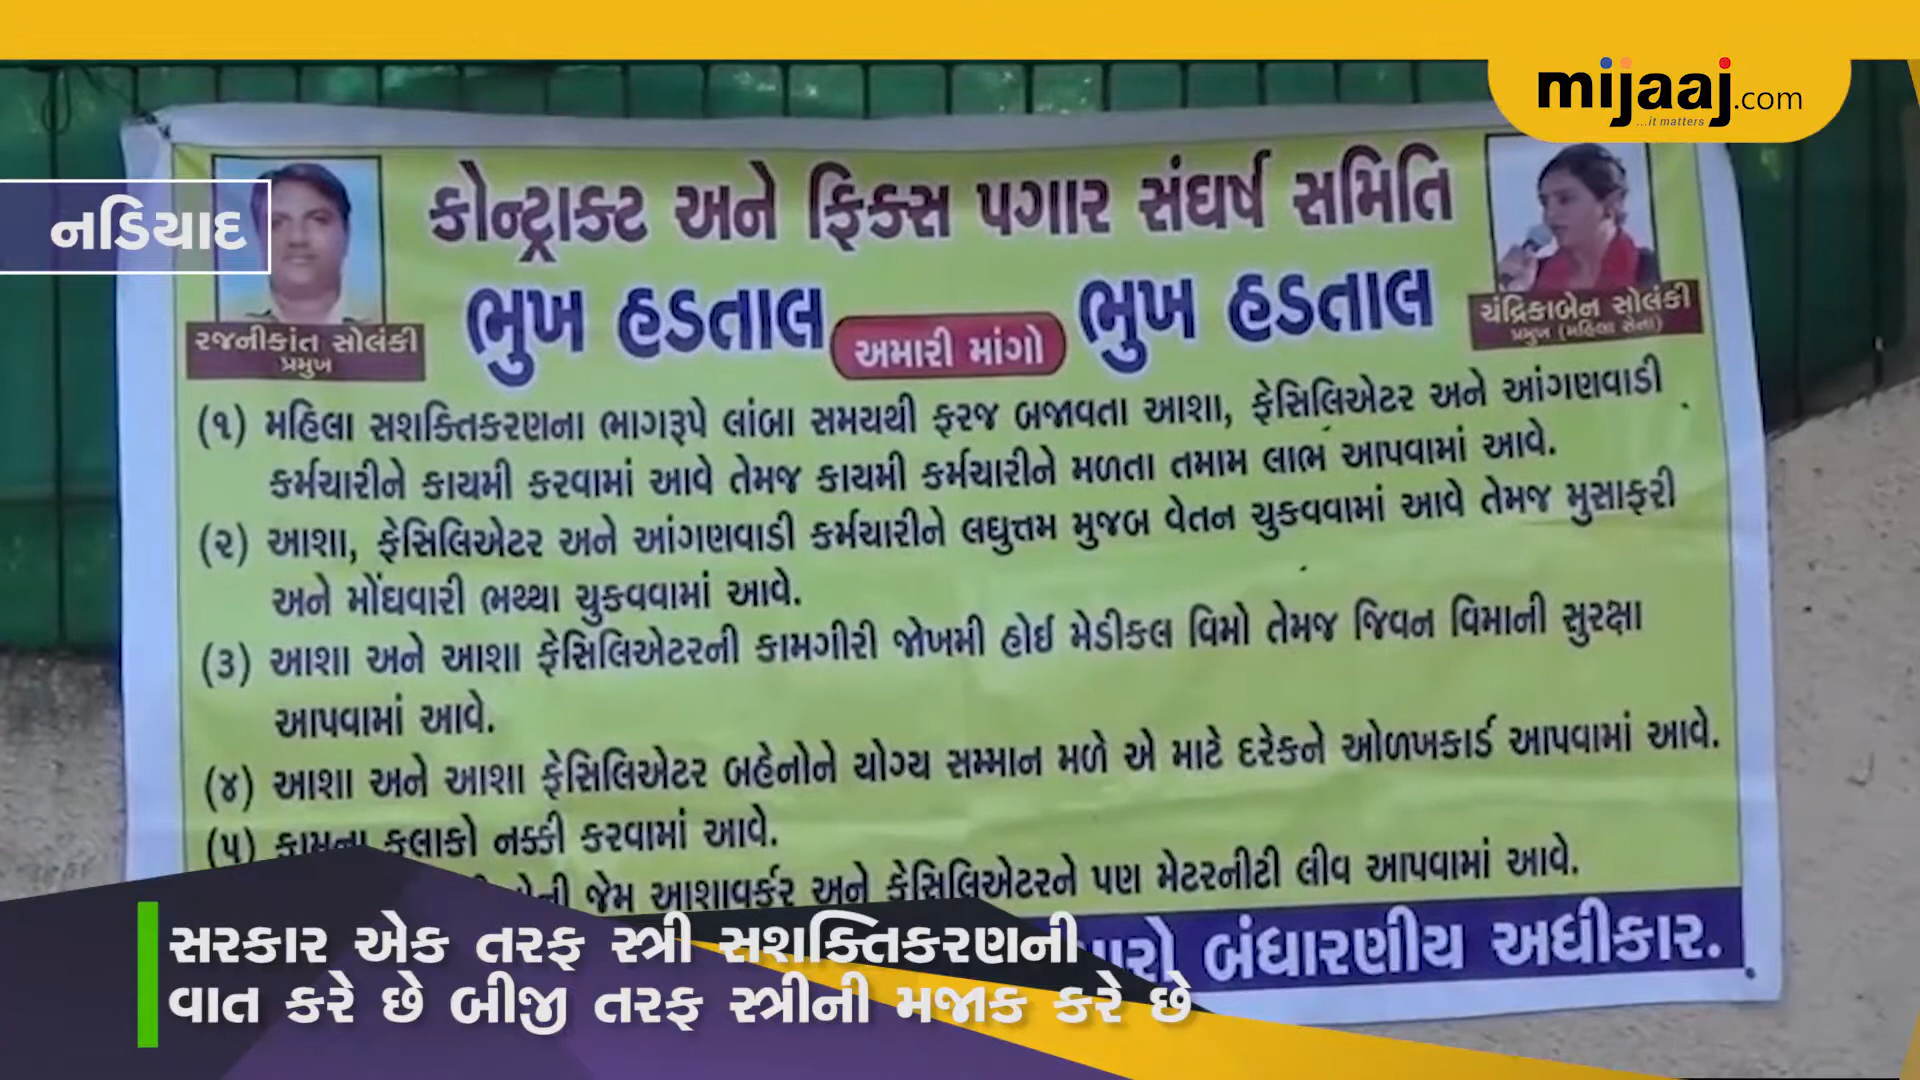 mijaaj.com
...it matters
નડિયાદ
કોન્ટ્રાક્ટ અને ફિક્સ પગાર સંઘર્ષ સમિતિ
ભુખ હડતાલ અમારી માંગો ભુખ હડતાલ
રજનીકાંત સોલંકી
પ્રમુખ
ચંદ્રિકાબેન સોલંકી
પ્રમુખ (મહિલા સેના)
(૧) મહિલા સશક્તિકરણના ભાગરૂપે લાંબા સમયથી ફરજ બજાવતા આશા, ફેસિલિએટર અને આંગણવાડી
કર્મચારીને કાયમી કરવામાં આવે તેમજ કાયમી કર્મચારીને મળતા તમામ લાભ આપવામાં આવે.
(૨) આશા, ફેસિલિએટર અને આંગણવાડી કર્મચારીને લઘુત્તમ મુજબ વેતન ચુકવવામાં આવે તેમજ મુસાફરી
અને મોંઘવારી ભથ્થા ચુકવવામાં આવે.
(૩) આશા અને આશા ફેસિલિએટરની કામગીરી જોખમી હોઈ મેડીકલ વિમો તેમજ જિવન વિમાની સુરક્ષા
આપવામાં આવે.
(૪) આશા અને આશા ફેસિલિએટર બહેનોને યોગ્ય સમ્માન મળે એ માટે દરેકને ઓળખકાર્ડ આપવામાં આવે.
(૫) કામના કલાકો નક્કી કરવામાં આવે.
જેમ આશાવર્કર અને ફેસિલિએટરને પણ મેટરનીટી લીવ આપવામાં આવે.
બંધારણીય અધીકાર.
સરકાર એક તરફ સ્ત્રી સશક્તિકરણની
વાત કરે છે બીજી તરફ સ્ત્રીની મજાક કરે છે